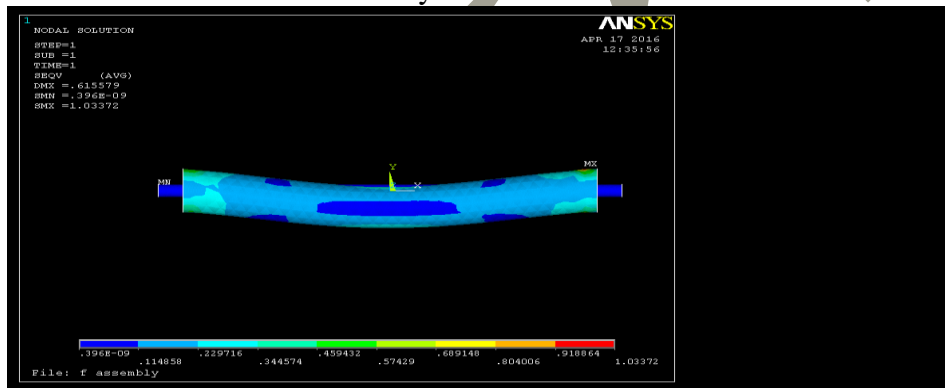 1
NODAL SOLUTION
STEP=1
SUB =1
TIME=1
SEQV (AVG)
DMX =.615579
SMN =.396E-09
SMX =1.03372
ANSYS
APR 17 2016
12:35:56
Y
X
MX
MN
.396E-09 .229716 .459432 .689148 .918864
.114858 .344574 .57429 .804006 1.03372
File: f assembly